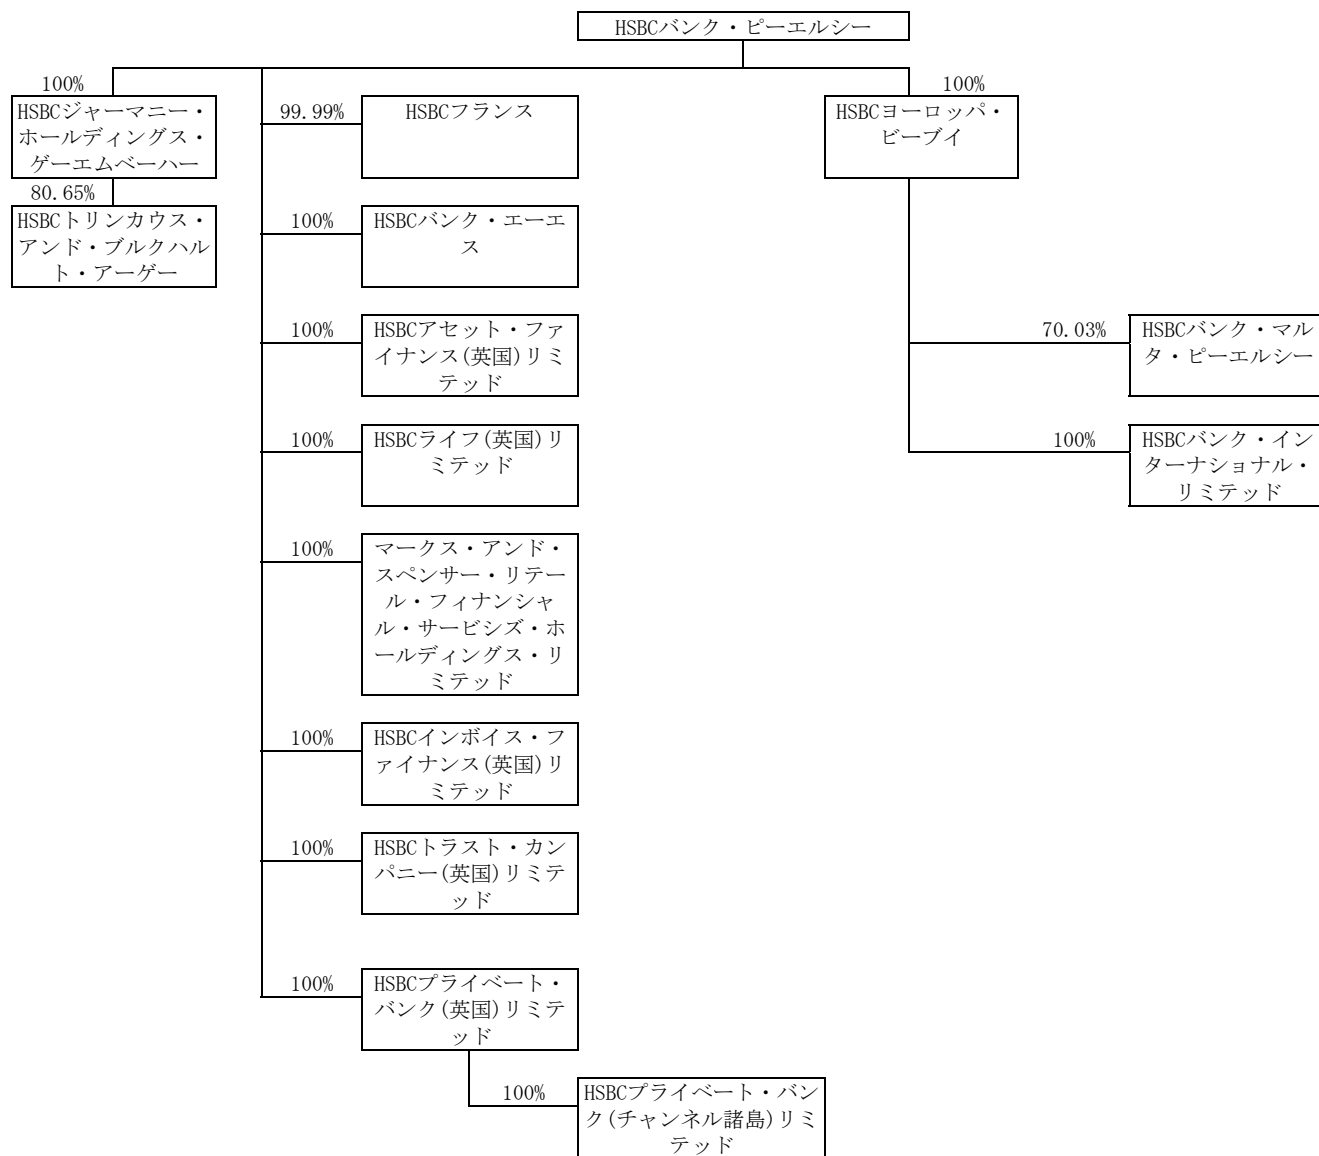 HSBCバンク・ピーエルシー
100%
100%
HSBCジャーマニー・
ホールディングス・
ゲーエムベーハー
99.99%
HSBCフランス
HSBCヨーロッパ・
ビーブイ
80.65%
HSBCトリンカウス・
アンド・ブルクハル
ト・アーゲー
100%
HSBCバンク・エーエ
ス
100%
HSBCアセット・ファ
イナンス(英国)リミ
テッド
70.03%
HSBCバンク・マル
タ・ピーエルシー
100%
HSBCライフ(英国)リ
ミテッド
100%
HSBCバンク・イン
ターナショナル・
リミテッド
100%
マークス・アンド・
スペンサー・リテー
ル・フィナンシャ
ル・サービシズ・ホ
ールディングス・リ
ミテッド
100%
HSBCインボイス・フ
ァイナンス(英国)リ
ミテッド
100%
HSBCトラスト・カン
パニー(英国)リミテ
ッド
100%
HSBCプライベート・
バンク(英国)リミテ
ッド
100%
HSBCプライベート・バン
ク(チャンネル諸島)リミ
テッド